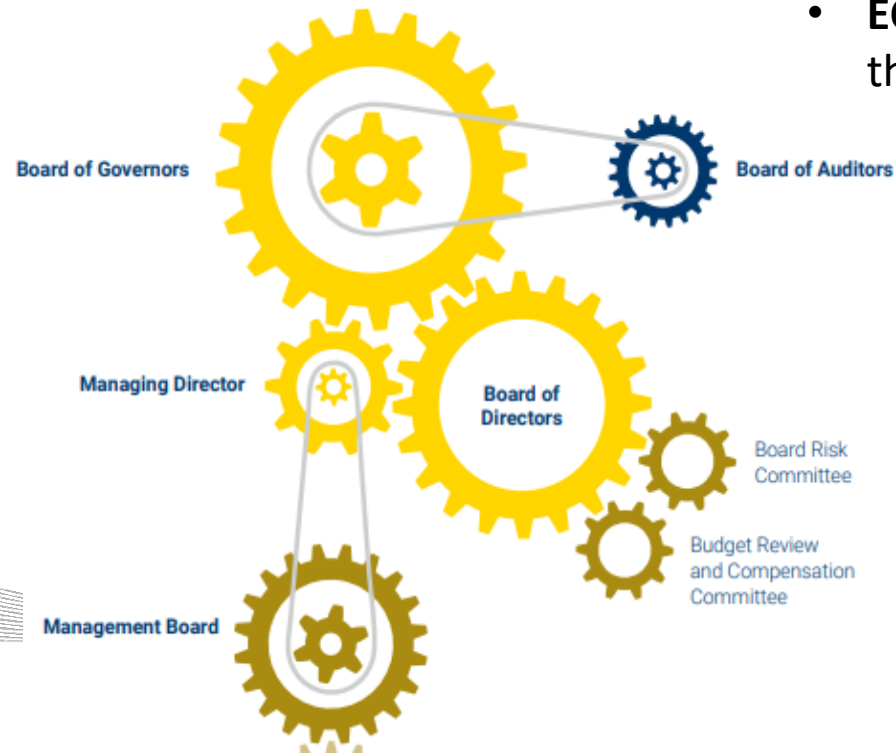 •
Board of Governors
Board of Auditors
Managing Director
Board of
Directors
Board Risk
Committee
Budget Review
and Compensation
Committee
Management Board